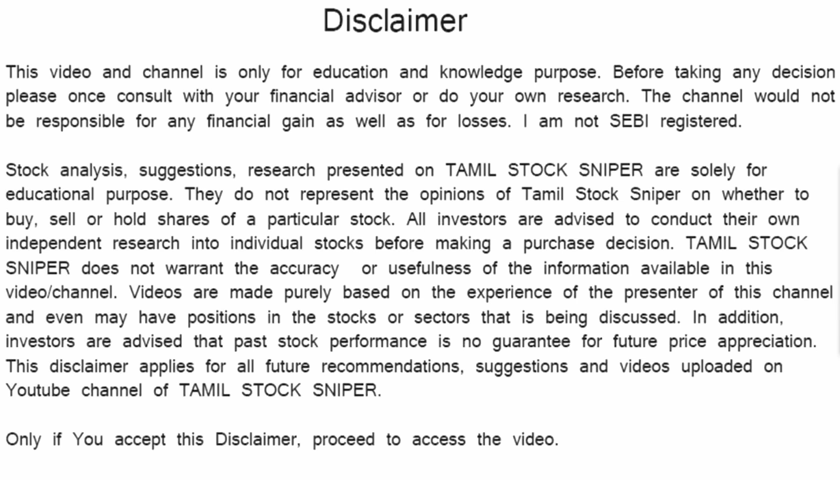 Disclaimer
This video and channel is only for education and knowledge purpose. Before taking any decision
please once consult with your financial advisor or do your own research. The channel would not
be responsible for any financial gain as well as for losses. I am not SEBI registered.
Stock analysis, suggestions, research presented on TAMIL STOCK SNIPER are solely for
educational purpose. They do not represent the opinions of Tamil Stock Sniper on whether to
buy, sell or hold shares of a particular stock. All investors are advised to conduct their own
independent research into individual stocks before making a purchase decision. TAMIL STOCK
SNIPER does not warrant the accuracy or usefulness of the information available in this
video/channel. Videos are made purely based on the experience of the presenter of this channel
and even may have positions in the stocks or sectors that is being discussed. In addition,
investors are advised that past stock performance is no guarantee for future price appreciation.
This disclaimer applies for all future recommendations, suggestions and videos uploaded on
Youtube channel of TAMIL STOCK SNIPER.
Only if You accept this Disclaimer, proceed to access the video.